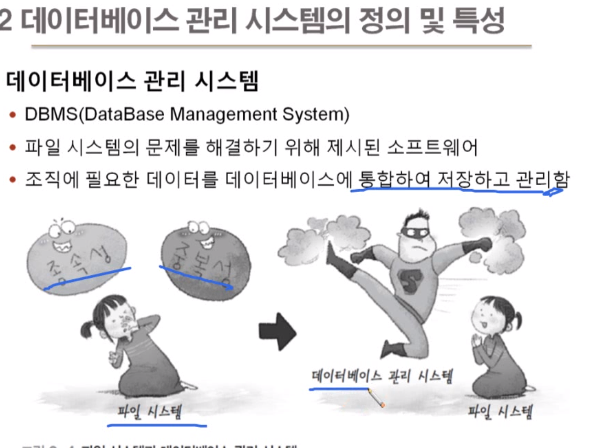 2 데이터베이스 관리 시스템의 정의 및 특성
데이터베이스 관리 시스템
• DBMS(DataBase Management System)
• 파일 시스템의 문제를 해결하기 위해 제시된 소프트웨어
• 조직에 필요한 데이터를 데이터베이스에 통합하여 저장하고 관리함
종속성
중복성
S
데이터베이스 관리 시스템
파일 시스템
파일 시스템